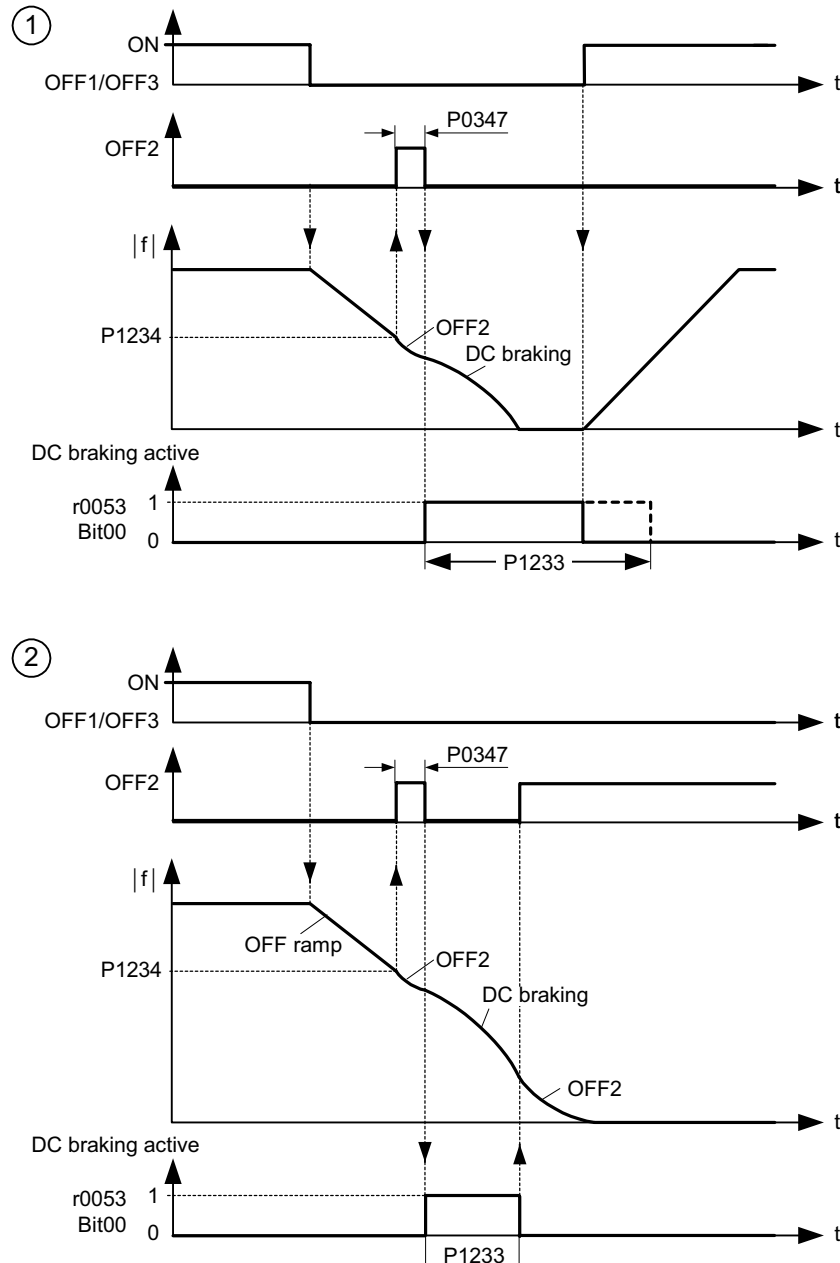 1
ON
OFF1/OFF3
t
P0347
OFF2
t
|f|
P1234
OFF2
DC braking
t
DC braking active
r0053 1
Bit00 0
t
P1233
2
ON
OFF1/OFF3
t
P0347
OFF2
t
|f|
OFF ramp
P1234
OFF2
DC braking
OFF2
t
DC braking active
r0053 1
Bit00 0
t
P1233